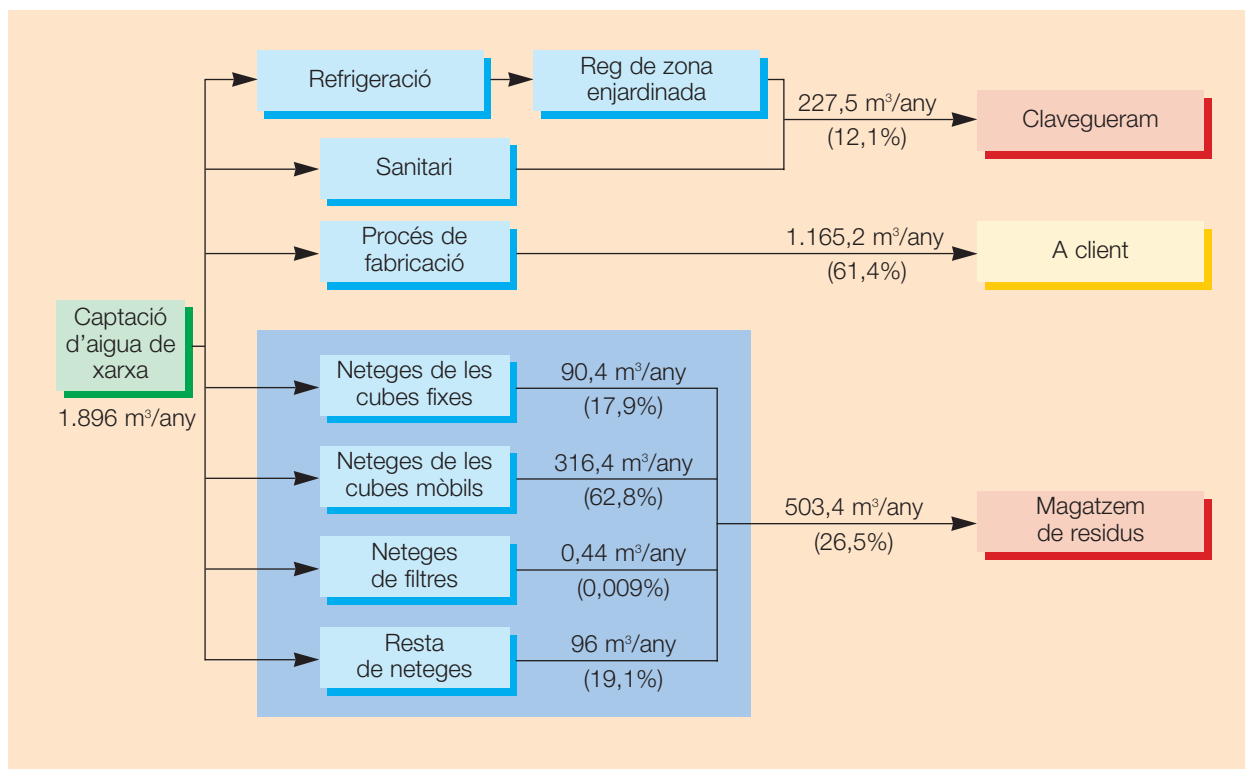 Refrigeració
Reg de zona
enjardinada
227,5 m³/any
(12,1%)
Clavegueram
Sanitari
Procés de
fabricació
1.165,2 m³/any
(61,4%)
A client
Captació
d'aigua de
xarxa
1.896 m³/any
Neteges de les
cubes fixes
90,4 m³/any
(17,9%)
Neteges de les
cubes mòbils
316,4 m³/any
(62,8%)
503,4 m³/any
(26,5%)
Magatzem
de residus
Neteges
de filtres
0,44 m³/any
(0,009%)
Resta
de neteges
96 m³/any
(19,1%)